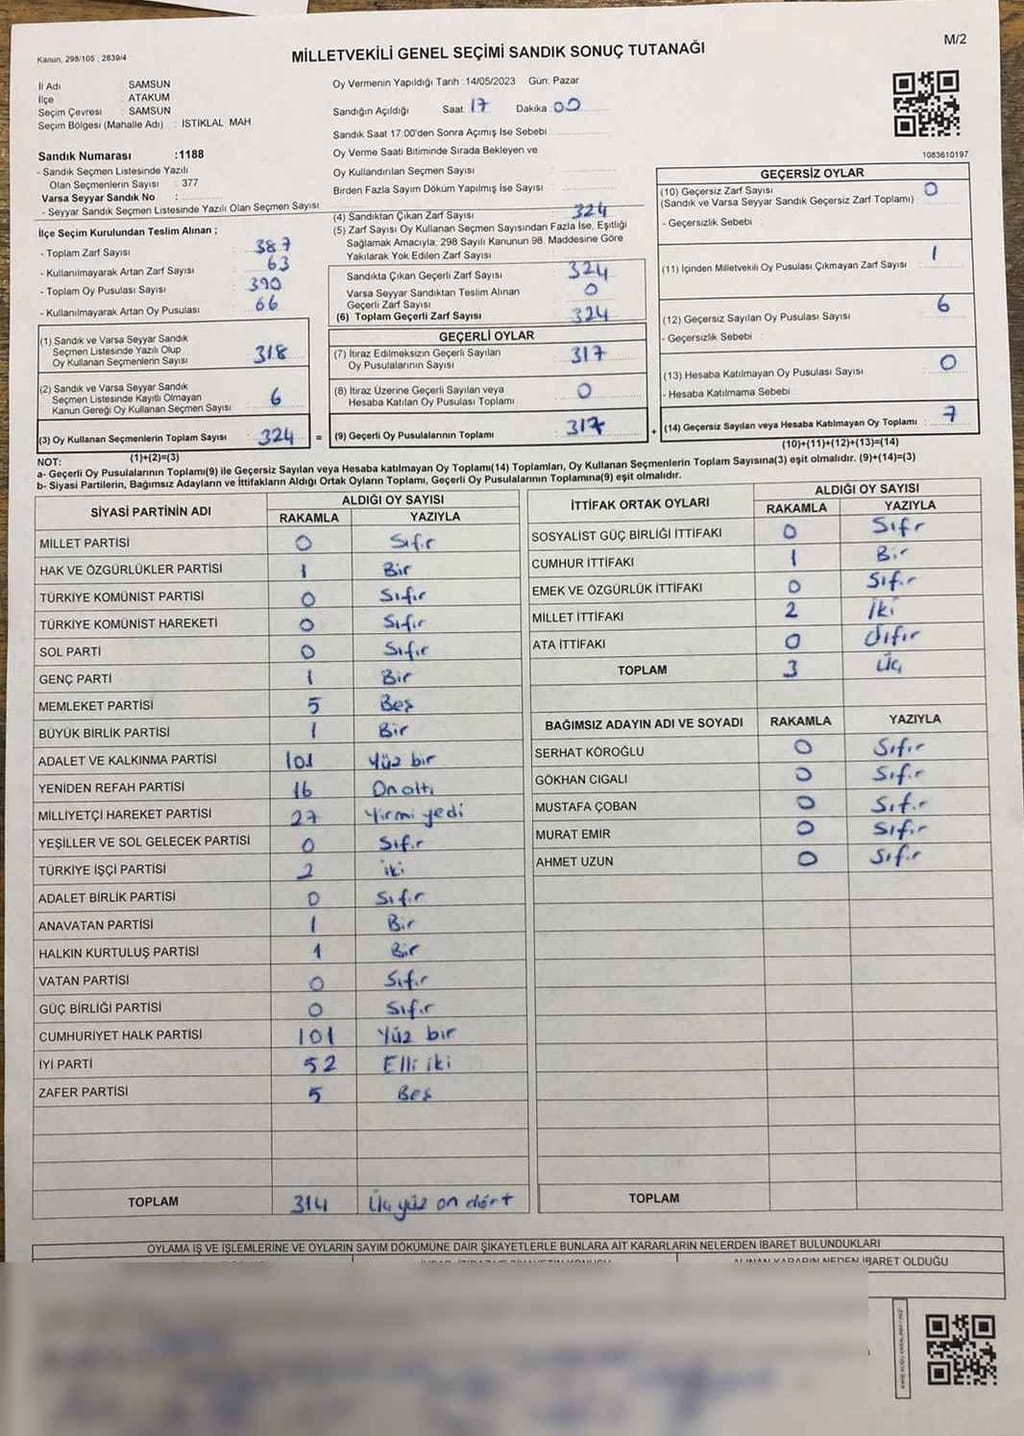 M/2
Kanun, 298/105 ; 2839/4
MİLLETVEKİLİ GENEL SEÇİMİ SANDIK SONUÇ TUTANAĞI
İl Adı : SAMSUN
İlçe : ATAKUM
Seçim Çevresi : SAMSUN
Seçim Bölgesi (Mahalle Adı) : İSTİKLAL MAH.
Sandık Numarası :1188
- Sandık Seçmen Listesinde Yazılı
Olan Seçmenlerin Sayısı : 377
Varsa Seyyar Sandık No :
- Seyyar Sandık Seçmen Listesinde Yazılı Olan Seçmen Sayısı
İlçe Seçim Kurulundan Teslim Alınan ;
- Toplam Zarf Sayısı : 387
- Kullanılmayarak Artan Zarf Sayısı : 63
- Toplam Oy Pusulası Sayısı : 390
- Kullanılmayarak Artan Oy Pusulası : 66
(1) Sandık ve Varsa Seyyar Sandık
Seçmen Listesinde Yazılı Olup
Oy Kullanan Seçmenlerin Sayısı 318
(2) Sandık ve Varsa Seyyar Sandık
Seçmen Listesinde Kayıtlı Olmayan
Kanun Gereği Oy Kullanan Seçmen Sayısı 6
(3) Oy Kullanan Seçmenlerin Toplam Sayısı 324
(1)+(2)=(3)
Oy Vermenin Yapıldığı Tarih :14/05/2023 Gün: Pazar
Sandığın Açıldığı Saat: 17 Dakika: 00
Sandık Saat 17:00'den Sonra Açılmış İse Sebebi :
Oy Verme Saati Bitiminde Sırada Bekleyen ve
Oy Kullandırılan Seçmen Sayısı :
Birden Fazla Sayım Döküm Yapılmış İse Sayısı :
(4) Sandıktan Çıkan Zarf Sayısı 324
(5) Zarf Sayısı Oy Kullanan Seçmen Sayısından Fazla İse, Eşitliği
Sağlamak Amacıyla, 298 Sayılı Kanunun 98. Maddesine Göre
Yakılarak Yok Edilen Zarf Sayısı :
Sandıkta Çıkan Geçerli Zarf Sayısı 324
Varsa Seyyar Sandıktan Teslim Alınan
Geçerli Zarf Sayısı 0
(6) Toplam Geçerli Zarf Sayısı 324
GEÇERLİ OYLAR
(7) İtiraz Edilmeksizin Geçerli Sayılan
Oy Pusulalarının Sayısı 317
(8) İtiraz Üzerine Geçerli Sayılan veya
Hesaba Katılan Oy Pusulası Toplamı 0
= (9) Geçerli Oy Pusulalarının Toplamı 317
1083610197
GEÇERSİZ OYLAR
(10) Geçersiz Zarf Sayısı 0
(Sandık ve Varsa Seyyar Sandık Geçersiz Zarf Toplamı)
- Geçersizlik Sebebi :
(11) İçinden Milletvekili Oy Pusulası Çıkmayan Zarf Sayısı 1
(12) Geçersiz Sayılan Oy Pusulası Sayısı 6
- Geçersizlik Sebebi :
(13) Hesaba Katılmayan Oy Pusulası Sayısı 0
- Hesaba Katılmama Sebebi
+ (14) Geçersiz Sayılan veya Hesaba Katılmayan Oy Toplamı : 7
(10)+(11)+(12)+(13)=(14)
NOT:
a- Geçerli Oy Pusulalarının Toplamı(9) ile Geçersiz Sayılan veya Hesaba katılmayan Oy Toplamı(14) Toplamları, Oy Kullanan Seçmenlerin Toplam Sayısına(3) eşit olmalıdır. (9)+(14)=(3)
b- Siyasi Partilerin, Bağımsız Adayların ve İttifakların Aldığı Ortak Oyların Toplamı, Geçerli Oy Pusulalarının Toplamına(9) eşit olmalıdır.
SİYASİ PARTİNİN ADI ALDIĞI OY SAYISI
RAKAMLA YAZIYLA
MİLLET PARTİSİ 0 Sıfır
HAK VE ÖZGÜRLÜKLER PARTİSİ 1 Bir
TÜRKİYE KOMÜNİST PARTİSİ 0 Sıfır
TÜRKİYE KOMÜNİST HAREKETİ 0 Sıfır
SOL PARTİ 0 Sıfır
GENÇ PARTİ 1 Bir
MEMLEKET PARTİSİ 5 Beş
BÜYÜK BİRLİK PARTİSİ 1 Bir
ADALET VE KALKINMA PARTİSİ 101 Yüz bir
YENİDEN REFAH PARTİSİ 16 On altı
MİLLİYETÇİ HAREKET PARTİSİ 27 Yirmi yedi
YEŞİLLER VE SOL GELECEK PARTİSİ 0 Sıfır
TÜRKİYE İŞÇİ PARTİSİ 2 iki
ADALET BİRLİK PARTİSİ 0 Sıfır
ANAVATAN PARTİSİ 1 Bir
HALKIN KURTULUŞ PARTİSİ 1 Bir
VATAN PARTİSİ 0 Sıfır
GÜÇ BİRLİĞİ PARTİSİ 0 Sıfır
CUMHURİYET HALK PARTİSİ 101 Yüz bir
İYİ PARTİ 52 Elli iki
ZAFER PARTİSİ 5 Beş
TOPLAM 314 Üç yüz on dört
İTTİFAK ORTAK OYLARI ALDIĞI OY SAYISI
RAKAMLA YAZIYLA
SOSYALİST GÜÇ BİRLİĞİ İTTİFAKI 0 Sıfır
CUMHUR İTTİFAKI 1 Bir
EMEK VE ÖZGÜRLÜK İTTİFAKI 0 Sıfır
MİLLET İTTİFAKI 2 İki
ATA İTTİFAKI 0 Sıfır
TOPLAM 3 Üç
BAĞIMSIZ ADAYIN ADI VE SOYADI RAKAMLA YAZIYLA
SERHAT KÖROĞLU 0 Sıfır
GÖKHAN CIGALI 0 Sıfır
MUSTAFA ÇOBAN 0 Sıfır
MURAT EMİR 0 Sıfır
AHMET UZUN 0 Sıfır
TOPLAM
OYLAMA İŞ VE İŞLEMLERİNE VE OYLARIN SAYIM DÖKÜMÜNE DAİR ŞİKAYETLERLE BUNLARA AİT KARARLARIN NELERDEN İBARET BULUNDUKLARI
ALINAN KARARIN NEDEN İBARET OLDUĞU